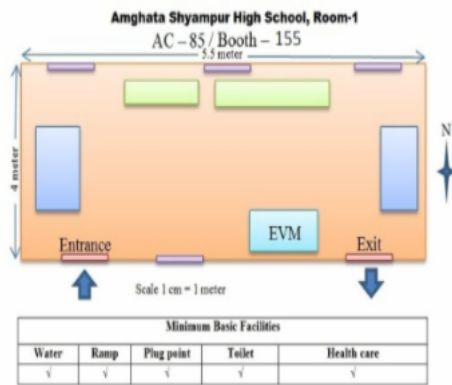 Amghata Shyampur High School, Room-1
AC – 85 / Booth – 155
5.5 meter
4 meter
N
EVM
Entrance
Exit
Scale 1 cm = 1 meter
Minimum Basic Facilities
Water Ramp Plug point Toilet Health care
√ √ √ √ √